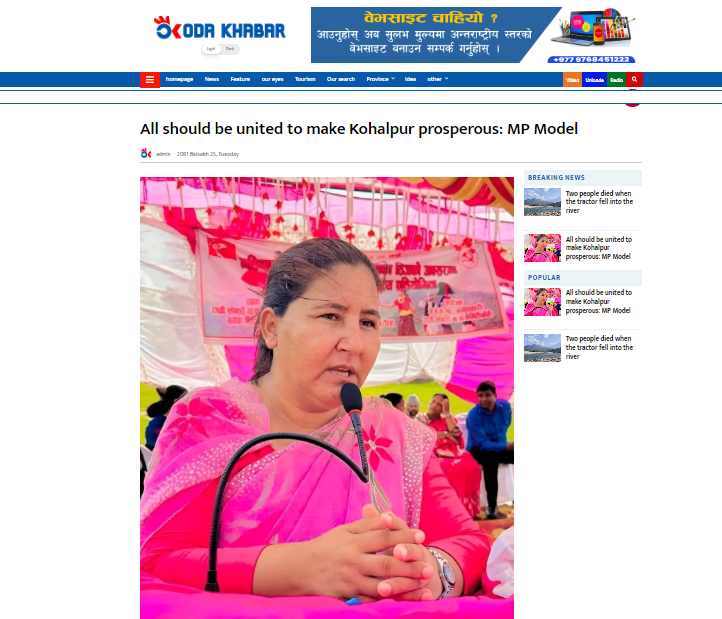 ODA KHABAR
Light Dark
वेभसाइट चाहियो ?
आउनुहोस् अब सुलभ मुल्यमा अन्तराष्ट्रीय स्तरको
वेभसाइट बनाउन सम्पर्क गर्नुहोस् ।
+977 9768451222
homepage News Feature our eyes Tourism Our search Province Idea other Video Unicode Radio
All should be united to make Kohalpur prosperous: MP Model
admin 2081 Baisakh 25, Tuesday
BREAKING NEWS
Two people died when
the tractor fell into the
river
All should be united to
make Kohalpur
prosperous: MP Model
POPULAR
All should be united to
make Kohalpur
prosperous: MP Model
Two people died when
the tractor fell into the
river